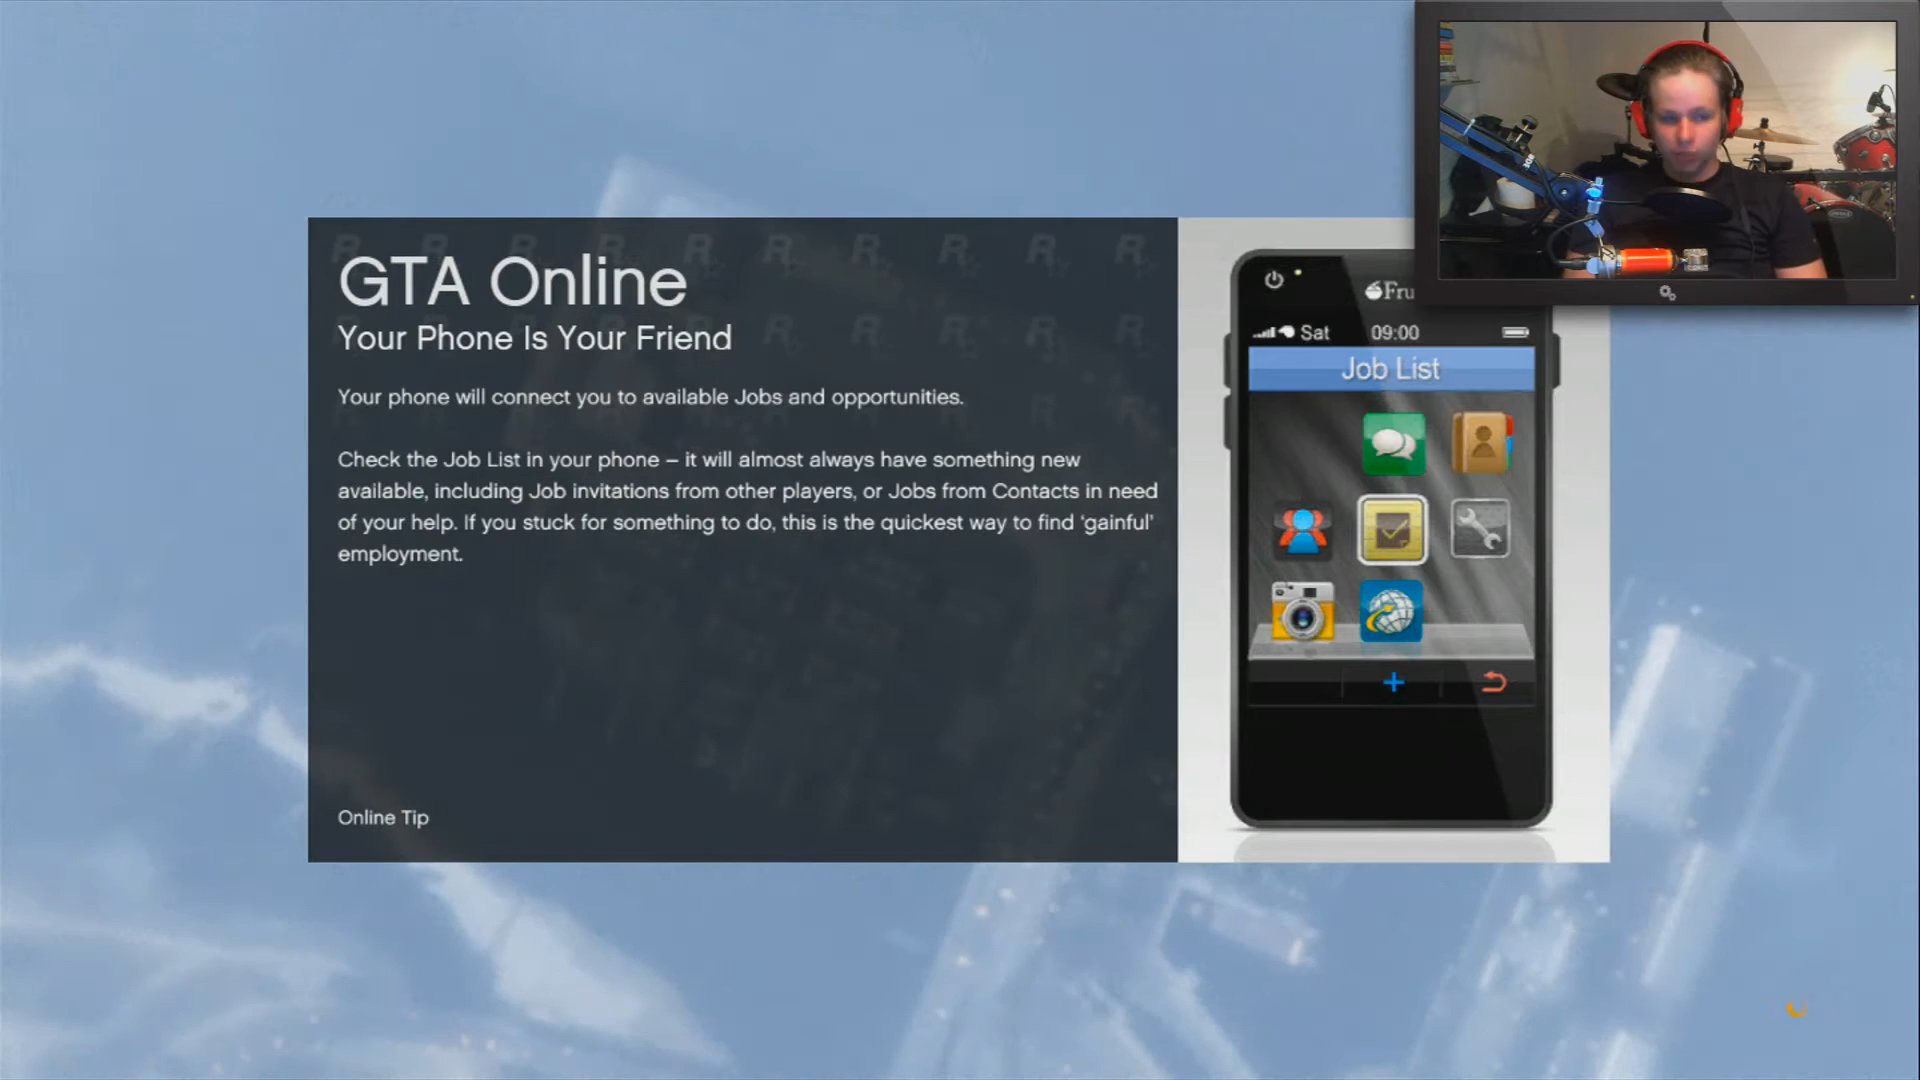 GTA Online
Your Phone Is Your Friend
Your phone will connect you to available Jobs and opportunities.
Check the Job List in your phone – it will almost always have something new
available, including Job invitations from other players, or Jobs from Contacts in need
of your help. If you stuck for something to do, this is the quickest way to find ‘gainful’
employment.
Online Tip
Fru
Sat 09:00
Job List